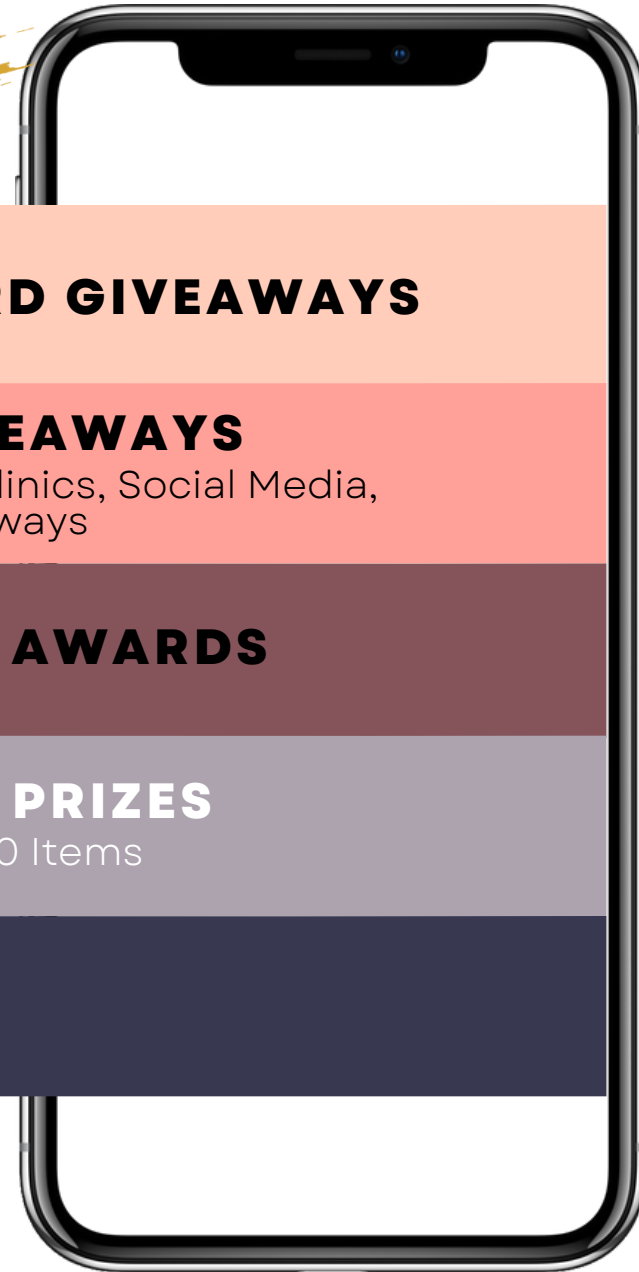 RD GIVEAWAYS
EAWAYS
linics, Social Media,
ways
AWARDS
PRIZES
0 Items